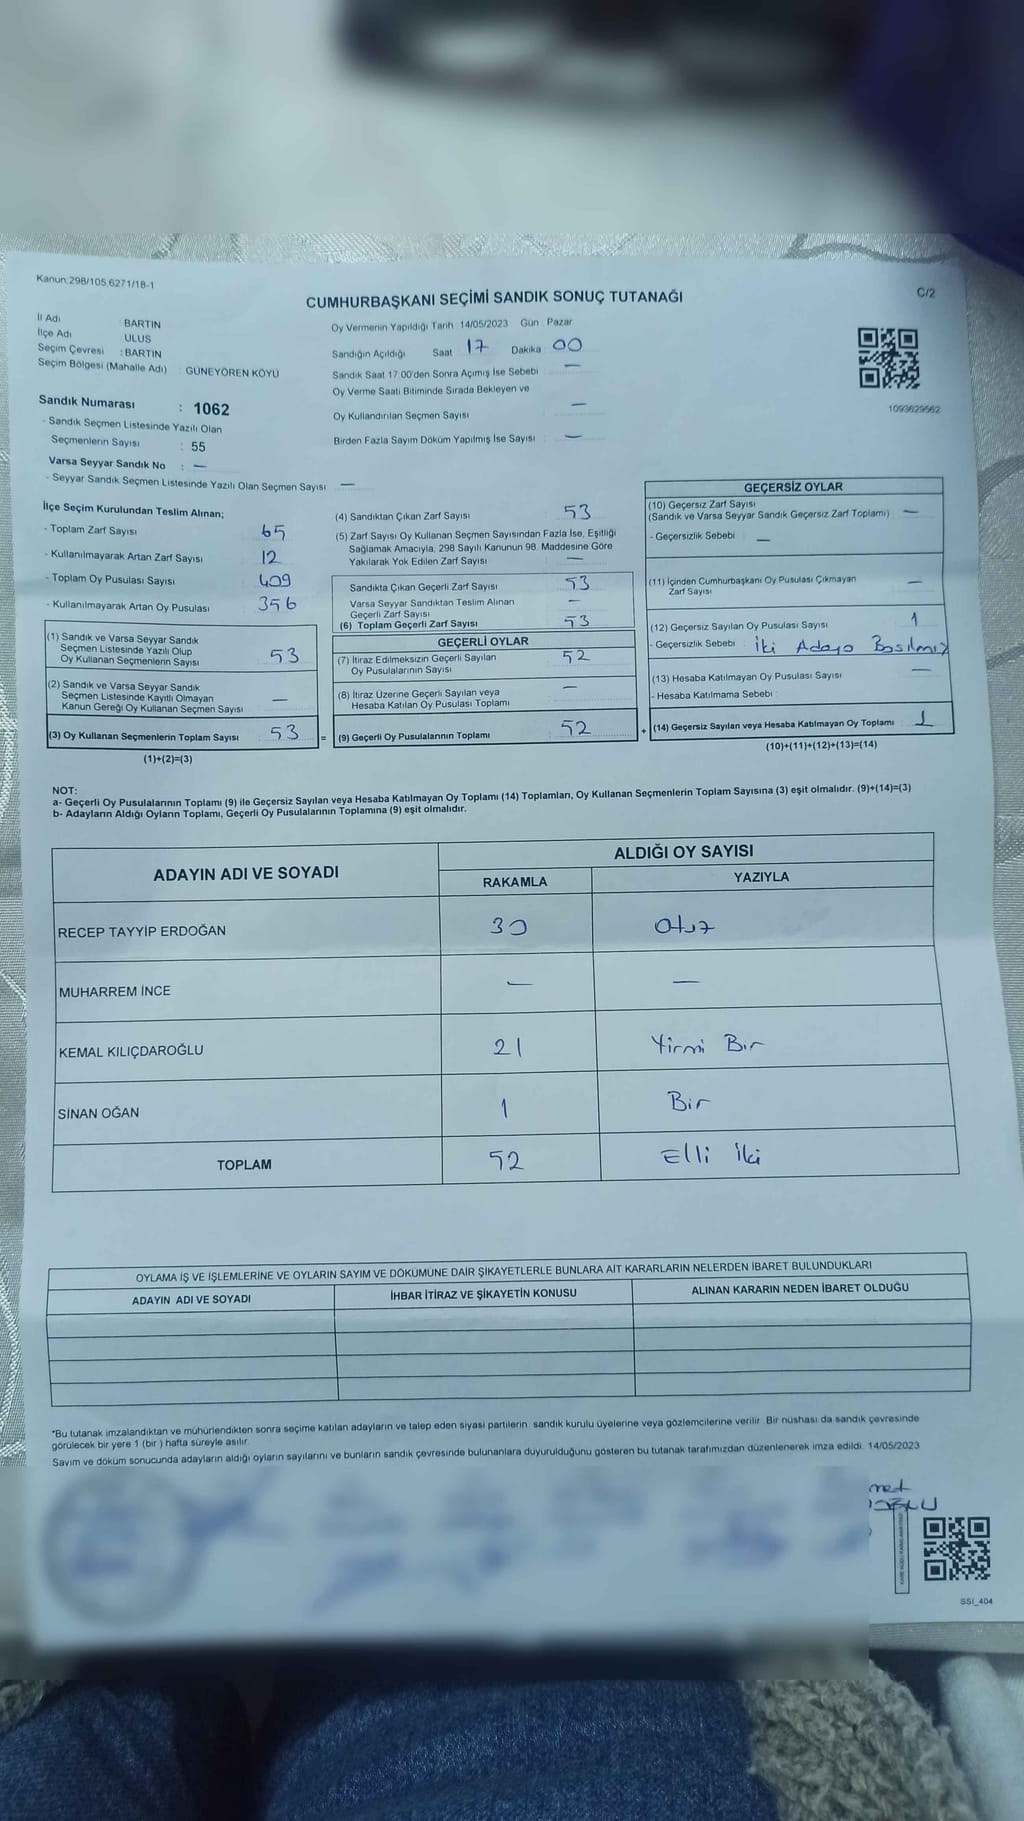 Kanun:298/105;6271/18-1
C/2
CUMHURBAŞKANI SEÇİMİ SANDIK SONUÇ TUTANAĞI
İl Adı : BARTIN
İlçe Adı : ULUS
Seçim Çevresi : BARTIN
Seçim Bölgesi (Mahalle Adı) : GÜNEYÖREN KÖYÜ
Oy Vermenin Yapıldığı Tarih : 14/05/2023 Gün : Pazar
Sandığın Açıldığı Saat 17 Dakika 00
Sandık Saat 17:00'den Sonra Açımış İse Sebebi : —
Oy Verme Saati Bitiminde Sırada Bekleyen ve
Oy Kullandırılan Seçmen Sayısı : —
Birden Fazla Sayım Döküm Yapılmış İse Sayısı : —
1093629562
Sandık Numarası : 1062
- Sandık Seçmen Listesinde Yazılı Olan
Seçmenlerin Sayısı : 55
Varsa Seyyar Sandık No : —
- Seyyar Sandık Seçmen Listesinde Yazılı Olan Seçmen Sayısı : —
İlçe Seçim Kurulundan Teslim Alınan;
- Toplam Zarf Sayısı : 65
- Kullanılmayarak Artan Zarf Sayısı : 12
- Toplam Oy Pusulası Sayısı : 409
- Kullanılmayarak Artan Oy Pusulası : 356
(1) Sandık ve Varsa Seyyar Sandık
Seçmen Listesinde Yazılı Olup
Oy Kullanan Seçmenlerin Sayısı : 53
(2) Sandık ve Varsa Seyyar Sandık
Seçmen Listesinde Kayıtlı Olmayan
Kanun Gereği Oy Kullanan Seçmen Sayısı : —
(3) Oy Kullanan Seçmenlerin Toplam Sayısı : 53 =
(1)+(2)=(3)
(4) Sandıktan Çıkan Zarf Sayısı : 53
(5) Zarf Sayısı Oy Kullanan Seçmen Sayısından Fazla İse, Eşitliği
Sağlamak Amacıyla, 298 Sayılı Kanunun 98. Maddesine Göre
Yakılarak Yok Edilen Zarf Sayısı : —
Sandıkta Çıkan Geçerli Zarf Sayısı : 53
Varsa Seyyar Sandıktan Teslim Alınan
Geçerli Zarf Sayısı : —
(6) Toplam Geçerli Zarf Sayısı : 53
GEÇERLİ OYLAR
(7) İtiraz Edilmeksizin Geçerli Sayılan
Oy Pusulalarının Sayısı : 52
(8) İtiraz Üzerine Geçerli Sayılan veya
Hesaba Katılan Oy Pusulası Toplamı : —
(9) Geçerli Oy Pusulalarının Toplamı : 52 +
GEÇERSİZ OYLAR
(10) Geçersiz Zarf Sayısı
(Sandık ve Varsa Seyyar Sandık Geçersiz Zarf Toplamı) : —
- Geçersizlik Sebebi : —
(11) İçinden Cumhurbaşkanı Oy Pusulası Çıkmayan
Zarf Sayısı : —
(12) Geçersiz Sayılan Oy Pusulası Sayısı : 1
- Geçersizlik Sebebi : İki Adaya Basılmış
(13) Hesaba Katılmayan Oy Pusulası Sayısı : —
- Hesaba Katılmama Sebebi :
(14) Geçersiz Sayılan veya Hesaba Katılmayan Oy Toplamı : 1
(10)+(11)+(12)+(13)=(14)
NOT:
a- Geçerli Oy Pusulalarının Toplamı (9) ile Geçersiz Sayılan veya Hesaba Katılmayan Oy Toplamı (14) Toplamları, Oy Kullanan Seçmenlerin Toplam Sayısına (3) eşit olmalıdır. (9)+(14)=(3)
b- Adayların Aldığı Oyların Toplamı, Geçerli Oy Pusulalarının Toplamına (9) eşit olmalıdır.
ADAYIN ADI VE SOYADI
ALDIĞI OY SAYISI
RAKAMLA YAZIYLA
RECEP TAYYİP ERDOĞAN 30 Otuz
MUHARREM İNCE — —
KEMAL KILIÇDAROĞLU 21 Yirmi Bir
SİNAN OĞAN 1 Bir
TOPLAM 52 Elli İki
OYLAMA İŞ VE İŞLEMLERİNE VE OYLARIN SAYIM VE DÖKÜMÜNE DAİR ŞİKAYETLERLE BUNLARA AİT KARARLARIN NELERDEN İBARET BULUNDUKLARI
ADAYIN ADI VE SOYADI İHBAR İTİRAZ VE ŞİKAYETİN KONUSU ALINAN KARARIN NEDEN İBARET OLDUĞU
*Bu tutanak imzalandıktan ve mühürlendikten sonra seçime katılan adayların ve talep eden siyasi partilerin sandık kurulu üyelerine veya gözlemcilerine verilir. Bir nüshası da sandık çevresinde
görülecek bir yere 1 (bir ) hafta süreyle asılır.
Sayım ve döküm sonucunda adayların aldığı oyların sayılarını ve bunların sandık çevresinde bulunanlara duyurulduğunu gösteren bu tutanak tarafımızdan düzenlenerek imza edildi. 14/05/2023
SSI_404